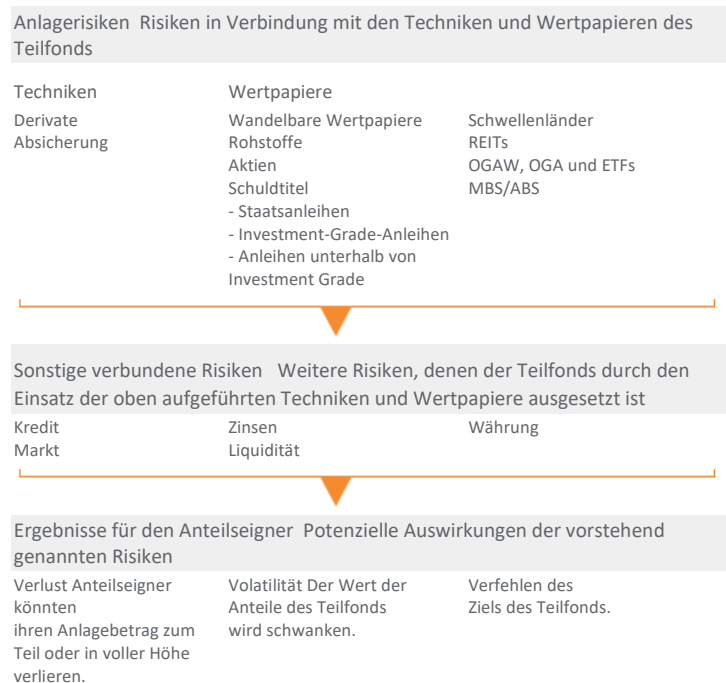 Anlagerisiken Risiken in Verbindung mit den Techniken und Wertpapieren des
Teilfonds
Techniken
Derivate
Absicherung
Wertpapiere
Wandelbare Wertpapiere
Rohstoffe
Aktien
Schuldtitel
- Staatsanleihen
- Investment-Grade-Anleihen
- Anleihen unterhalb von
Investment Grade
Schwellenländer
REITs
OGAW, OGA und ETFs
MBS/ABS
Sonstige verbundene Risiken Weitere Risiken, denen der Teilfonds durch den
Einsatz der oben aufgeführten Techniken und Wertpapiere ausgesetzt ist
Kredit
Markt
Zinsen
Liquidität
Währung
Ergebnisse für den Anteilseigner Potenzielle Auswirkungen der vorstehend
genannten Risiken
Verlust Anteilseigner
könnten
ihren Anlagebetrag zum
Teil oder in voller Höhe
verlieren.
Volatilität Der Wert der
Anteile des Teilfonds
wird schwanken.
Verfehlen des
Ziels des Teilfonds.